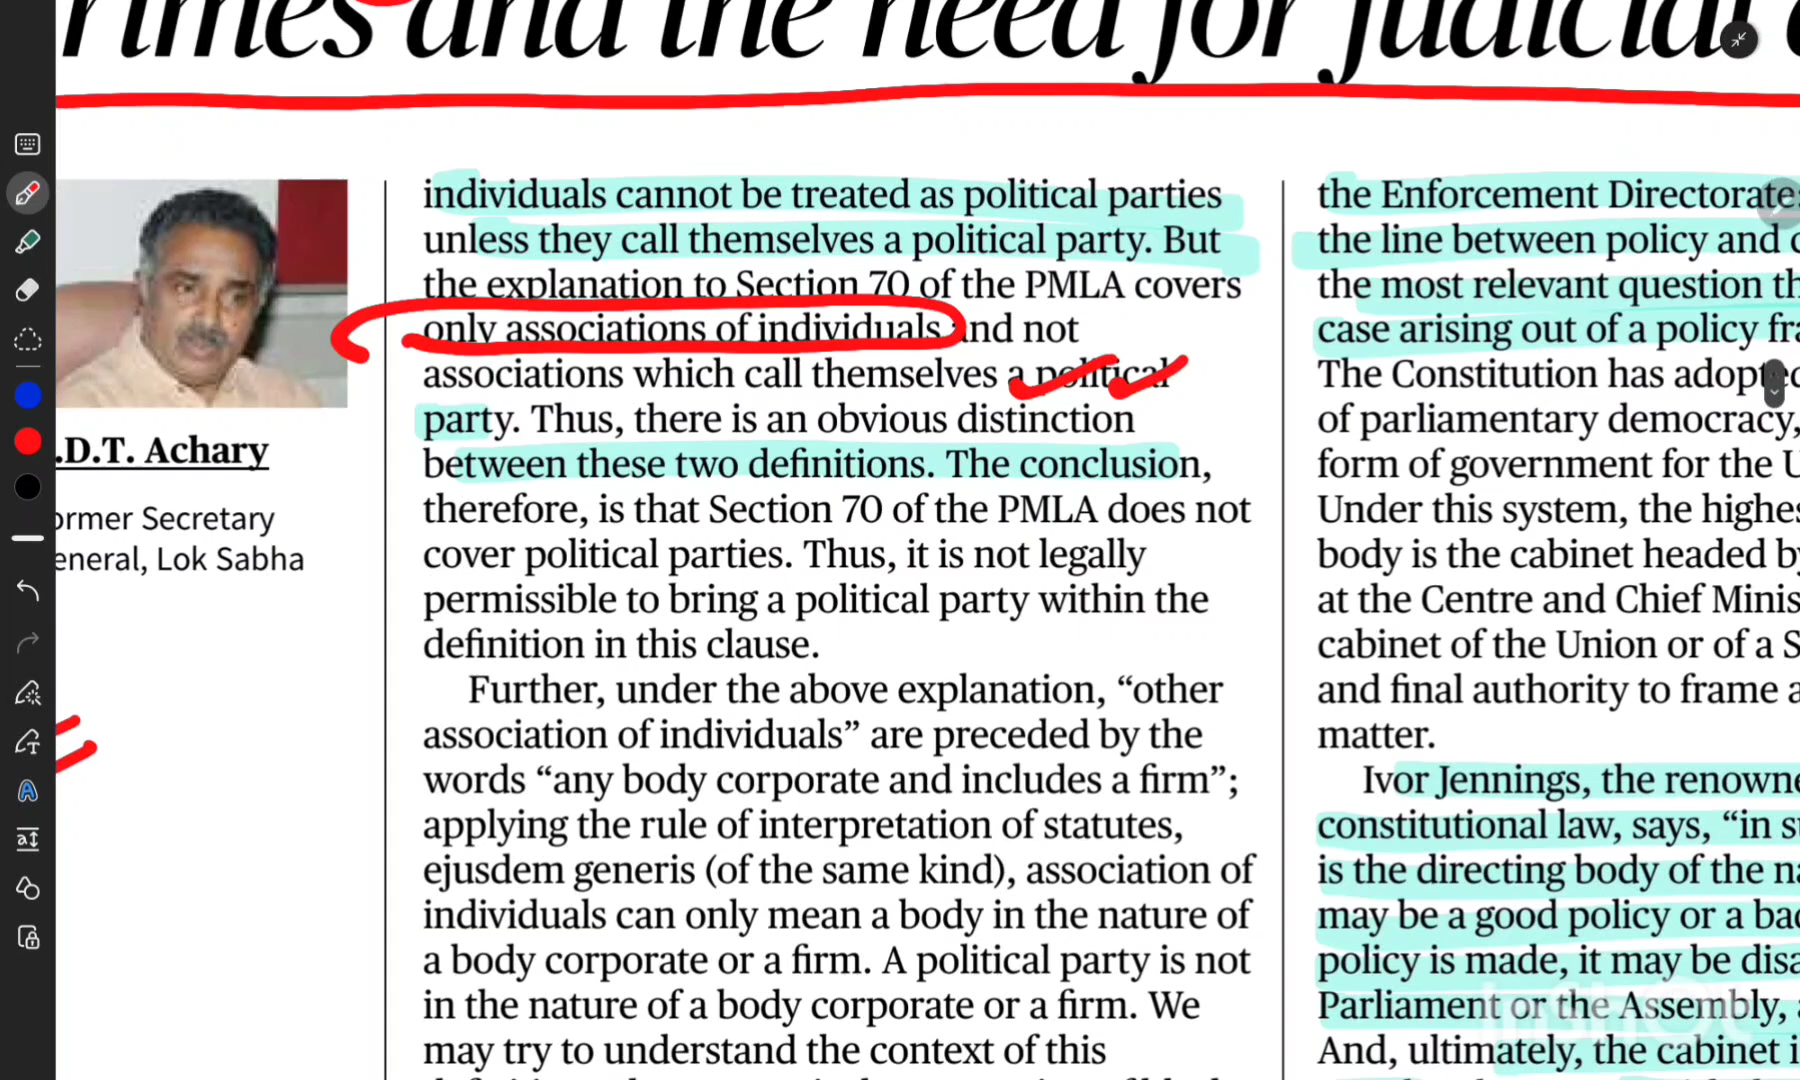 and the need for judicial
.D.T. Achary
ormer Secretary
eneral, Lok Sabha
individuals cannot be treated as political parties
unless they call themselves a political party. But
the explanation to Section 70 of the PMLA covers
only associations of individuals and not
associations which call themselves a political
party. Thus, there is an obvious distinction
between these two definitions. The conclusion,
therefore, is that Section 70 of the PMLA does not
cover political parties. Thus, it is not legally
permissible to bring a political party within the
definition in this clause.
Further, under the above explanation, “other
association of individuals” are preceded by the
words “any body corporate and includes a firm”;
applying the rule of interpretation of statutes,
ejusdem generis (of the same kind), association of
individuals can only mean a body in the nature of
a body corporate or a firm. A political party is not
in the nature of a body corporate or a firm. We
may try to understand the context of this
the Enforcement Directorate
the line between policy and
the most relevant question th
case arising out of a policy fra
The Constitution has adopted
of parliamentary democracy,
form of government for the U
Under this system, the highes
body is the cabinet headed by
at the Centre and Chief Minis
cabinet of the Union or of a S
and final authority to frame a
matter.
Ivor Jennings, the renowne
constitutional law, says, “in su
is the directing body of the na
may be a good policy or a bad
policy is made, it may be disa
Parliament or the Assembly, a
And, ultimately, the cabinet i